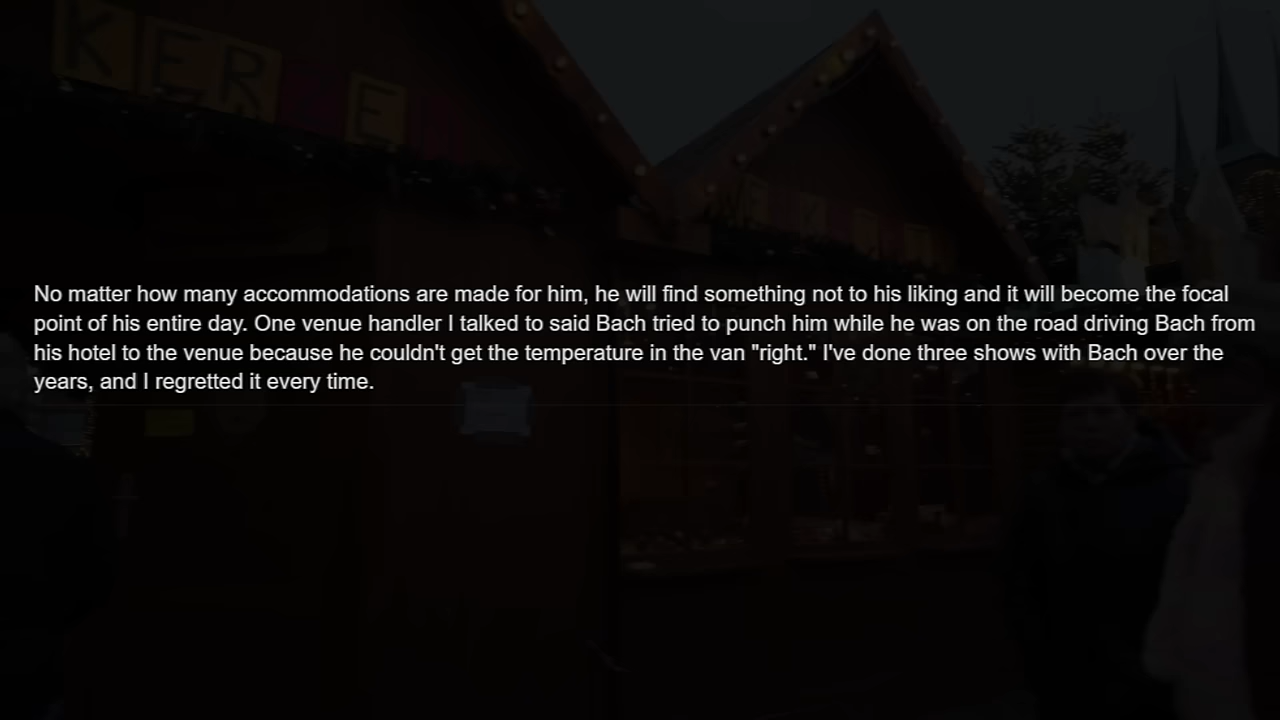 KER E
No matter how many accommodations are made for him, he will find something not to his liking and it will become the focal
point of his entire day. One venue handler I talked to said Bach tried to punch him while he was on the road driving Bach from
his hotel to the venue because he couldn't get the temperature in the van "right." I've done three shows with Bach over the
years, and I regretted it every time.